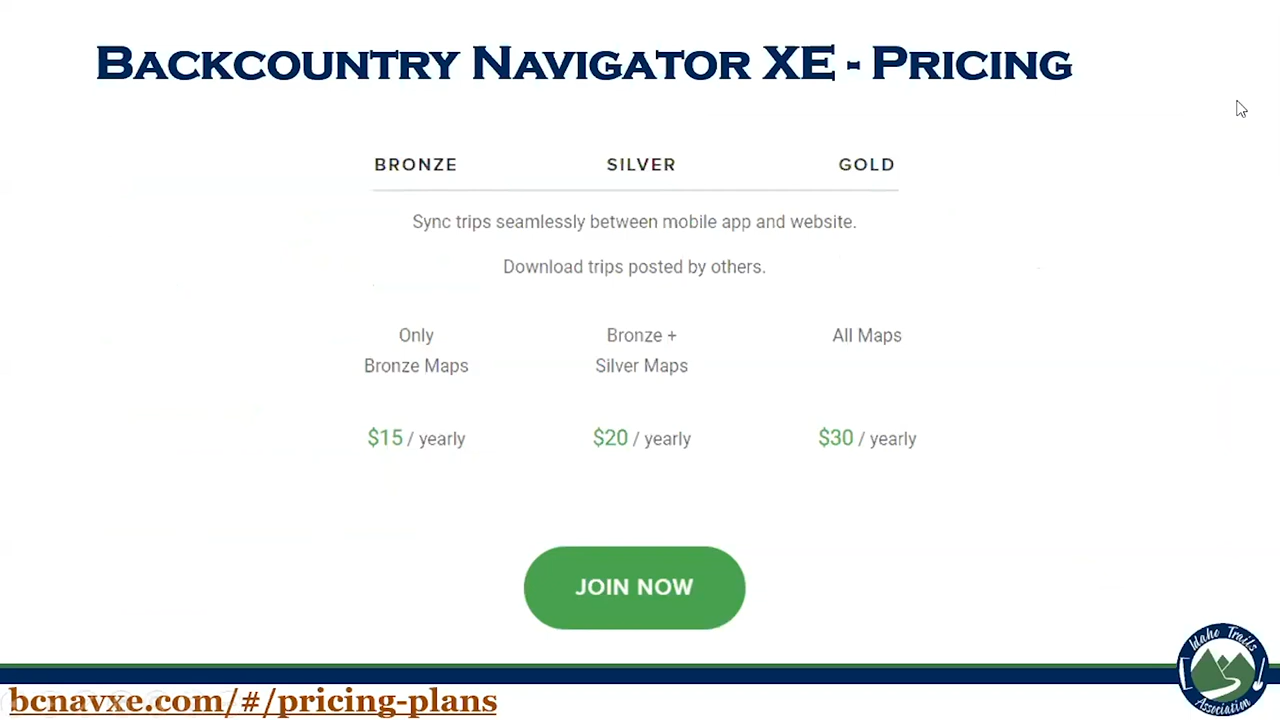 BACKCOUNTRY NAVIGATOR XE - PRICING
BRONZE SILVER GOLD
Sync trips seamlessly between mobile app and website.
Download trips posted by others.
Only Bronze + All Maps
Bronze Maps Silver Maps
$15 / yearly $20 / yearly $30 / yearly
JOIN NOW
Idaho Trails
Association
bcnavxe.com/#/pricing-plans